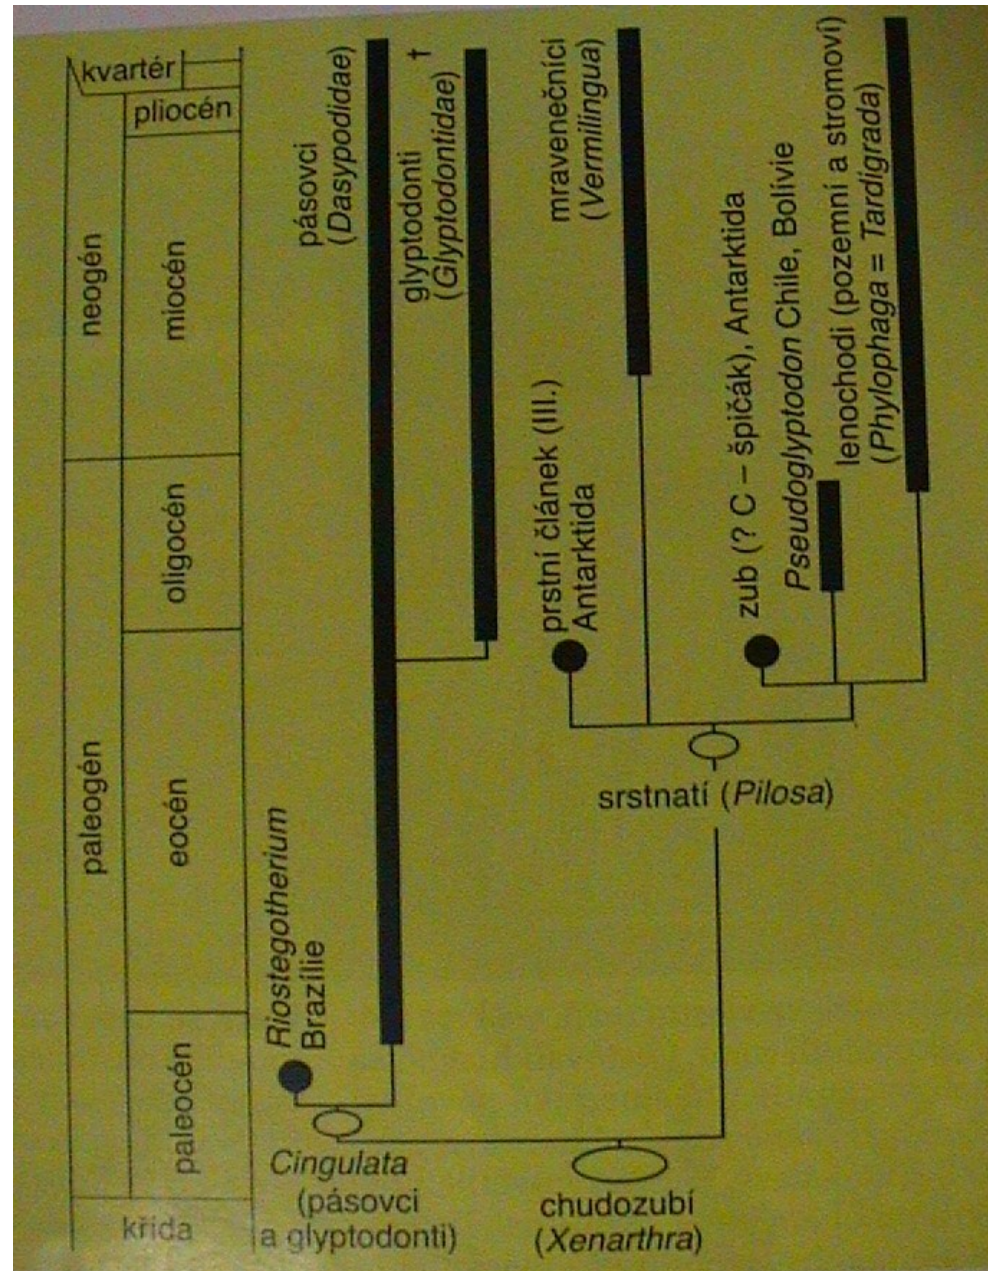 kvartér
pliocén
neogén
miocén
oligocén
paleogén
eocén
paleocén
křída
pásovci
(Dasypodidae)
glyptodonti
(Glyptodontidae) †
mravenečníci
(Vermilingua)
prstní článek (III.)
Antarktida
zub (? C – špičák), Antarktida
Pseudoglyptodon Chile, Bolívie
lenochodi (pozemní a stromoví)
(Phylophaga = Tardigrada)
Riostegotherium
Brazílie
srstnatí (Pilosa)
Cingulata
(pásovci
a glyptodonti)
chudozubí
(Xenarthra)